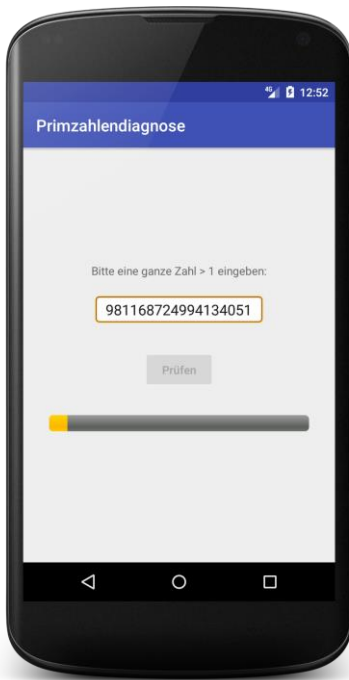 4G 12:52
Primzahlendiagnose
Bitte eine ganze Zahl > 1 eingeben:
981168724994134051
Prüfen